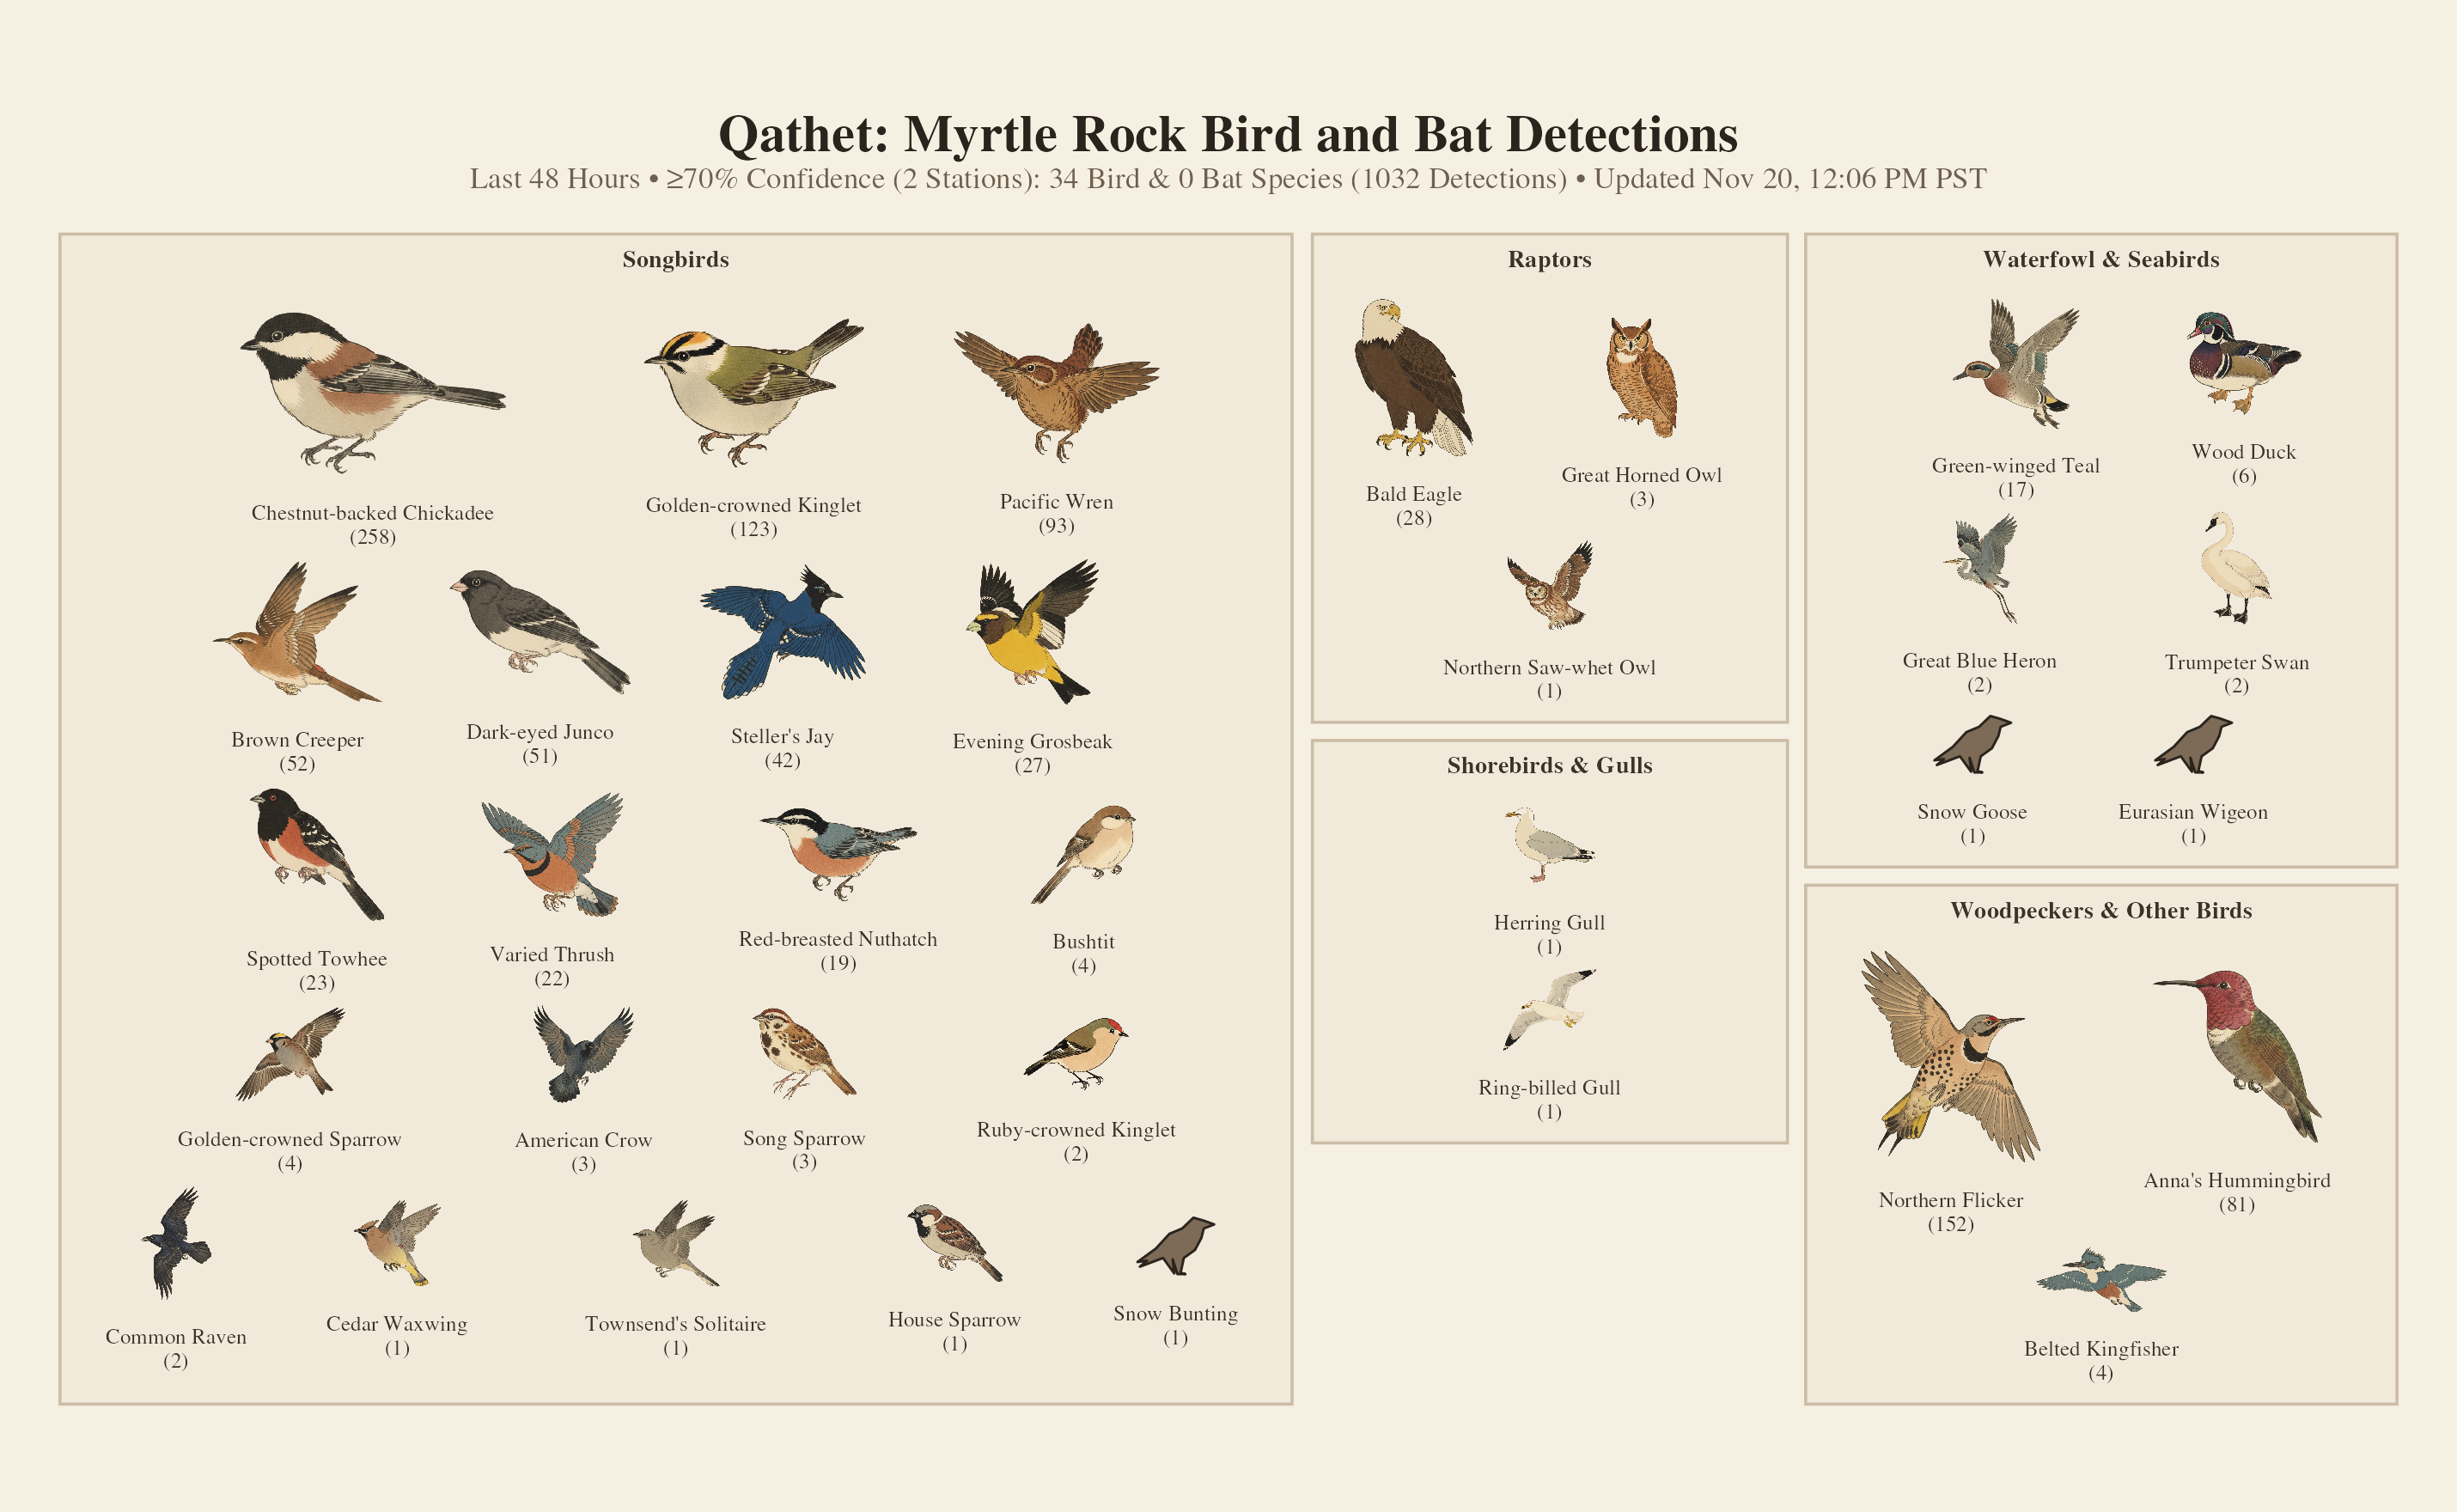 Qathet: Myrtle Rock Bird and Bat Detections
Last 48 Hours • ≥70% Confidence (2 Stations): 34 Bird & 0 Bat Species (1032 Detections) • Updated Nov 20, 12:06 PM PST
Songbirds
Chestnut-backed Chickadee
(258)
Golden-crowned Kinglet
(123)
Pacific Wren
(93)
Brown Creeper
(52)
Dark-eyed Junco
(51)
Steller's Jay
(42)
Evening Grosbeak
(27)
Spotted Towhee
(23)
Varied Thrush
(22)
Red-breasted Nuthatch
(19)
Bushtit
(4)
Golden-crowned Sparrow
(4)
American Crow
(3)
Song Sparrow
(3)
Ruby-crowned Kinglet
(2)
Common Raven
(2)
Cedar Waxwing
(1)
Townsend's Solitaire
(1)
House Sparrow
(1)
Snow Bunting
(1)
Raptors
Bald Eagle
(28)
Great Horned Owl
(3)
Northern Saw-whet Owl
(1)
Shorebirds & Gulls
Herring Gull
(1)
Ring-billed Gull
(1)
Waterfowl & Seabirds
Green-winged Teal
(17)
Wood Duck
(6)
Great Blue Heron
(2)
Trumpeter Swan
(2)
Snow Goose
(1)
Eurasian Wigeon
(1)
Woodpeckers & Other Birds
Northern Flicker
(152)
Anna's Hummingbird
(81)
Belted Kingfisher
(4)